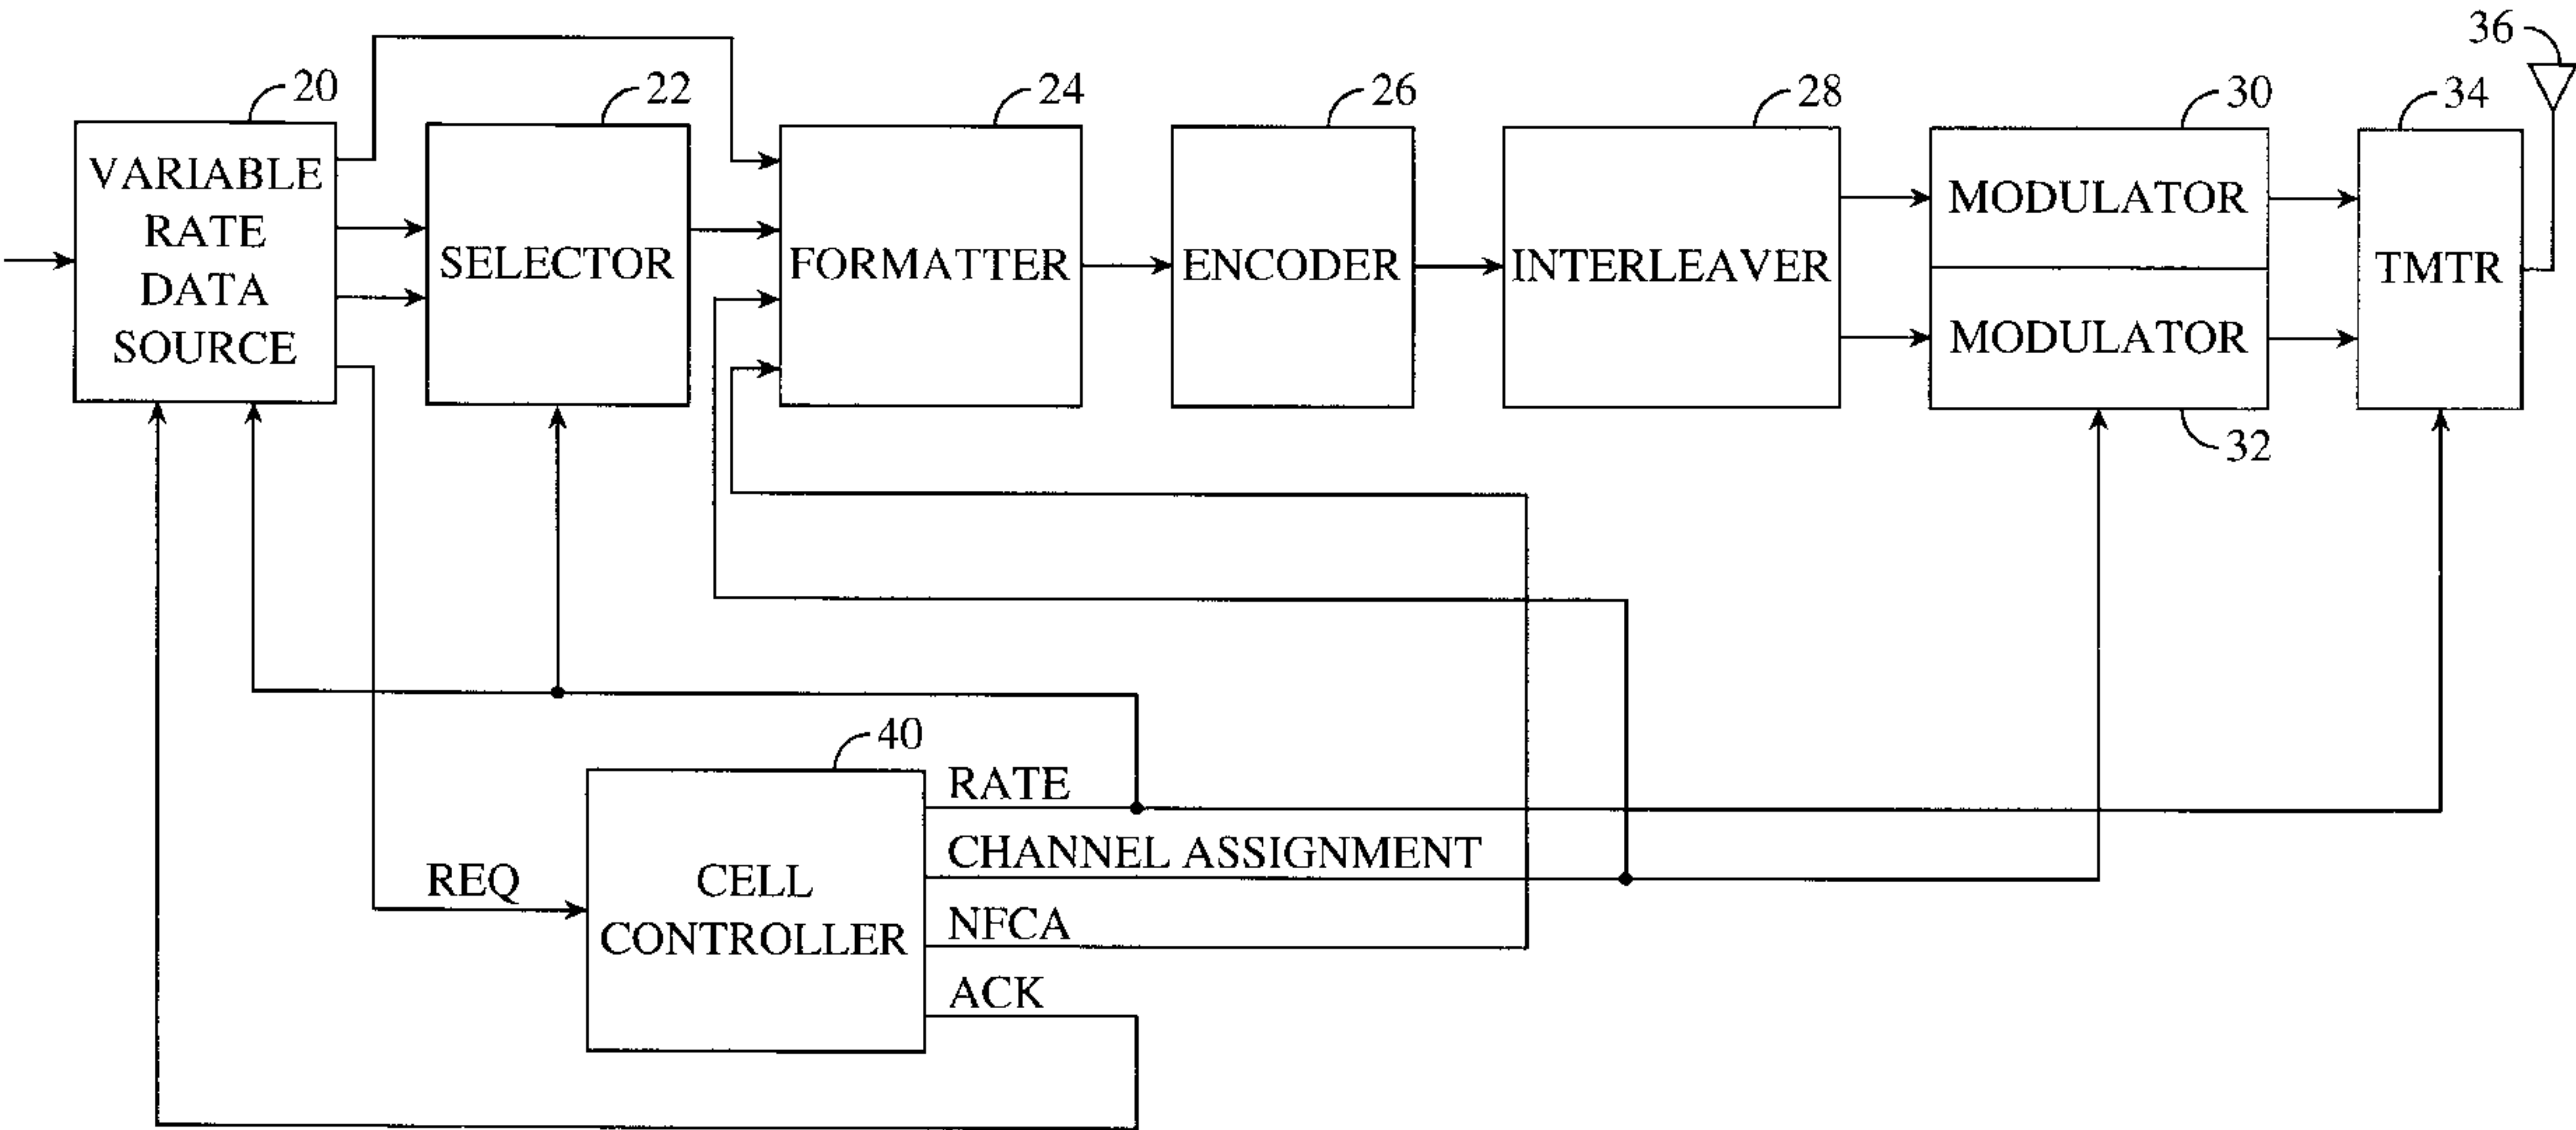 36
20
22
24
26
28
30
34
VARIABLE
RATE
DATA
SOURCE
SELECTOR
FORMATTER
ENCODER
INTERLEAVER
MODULATOR
MODULATOR
TMTR
32
40
RATE
CHANNEL ASSIGNMENT
REQ
CELL
CONTROLLER
NFCA
ACK